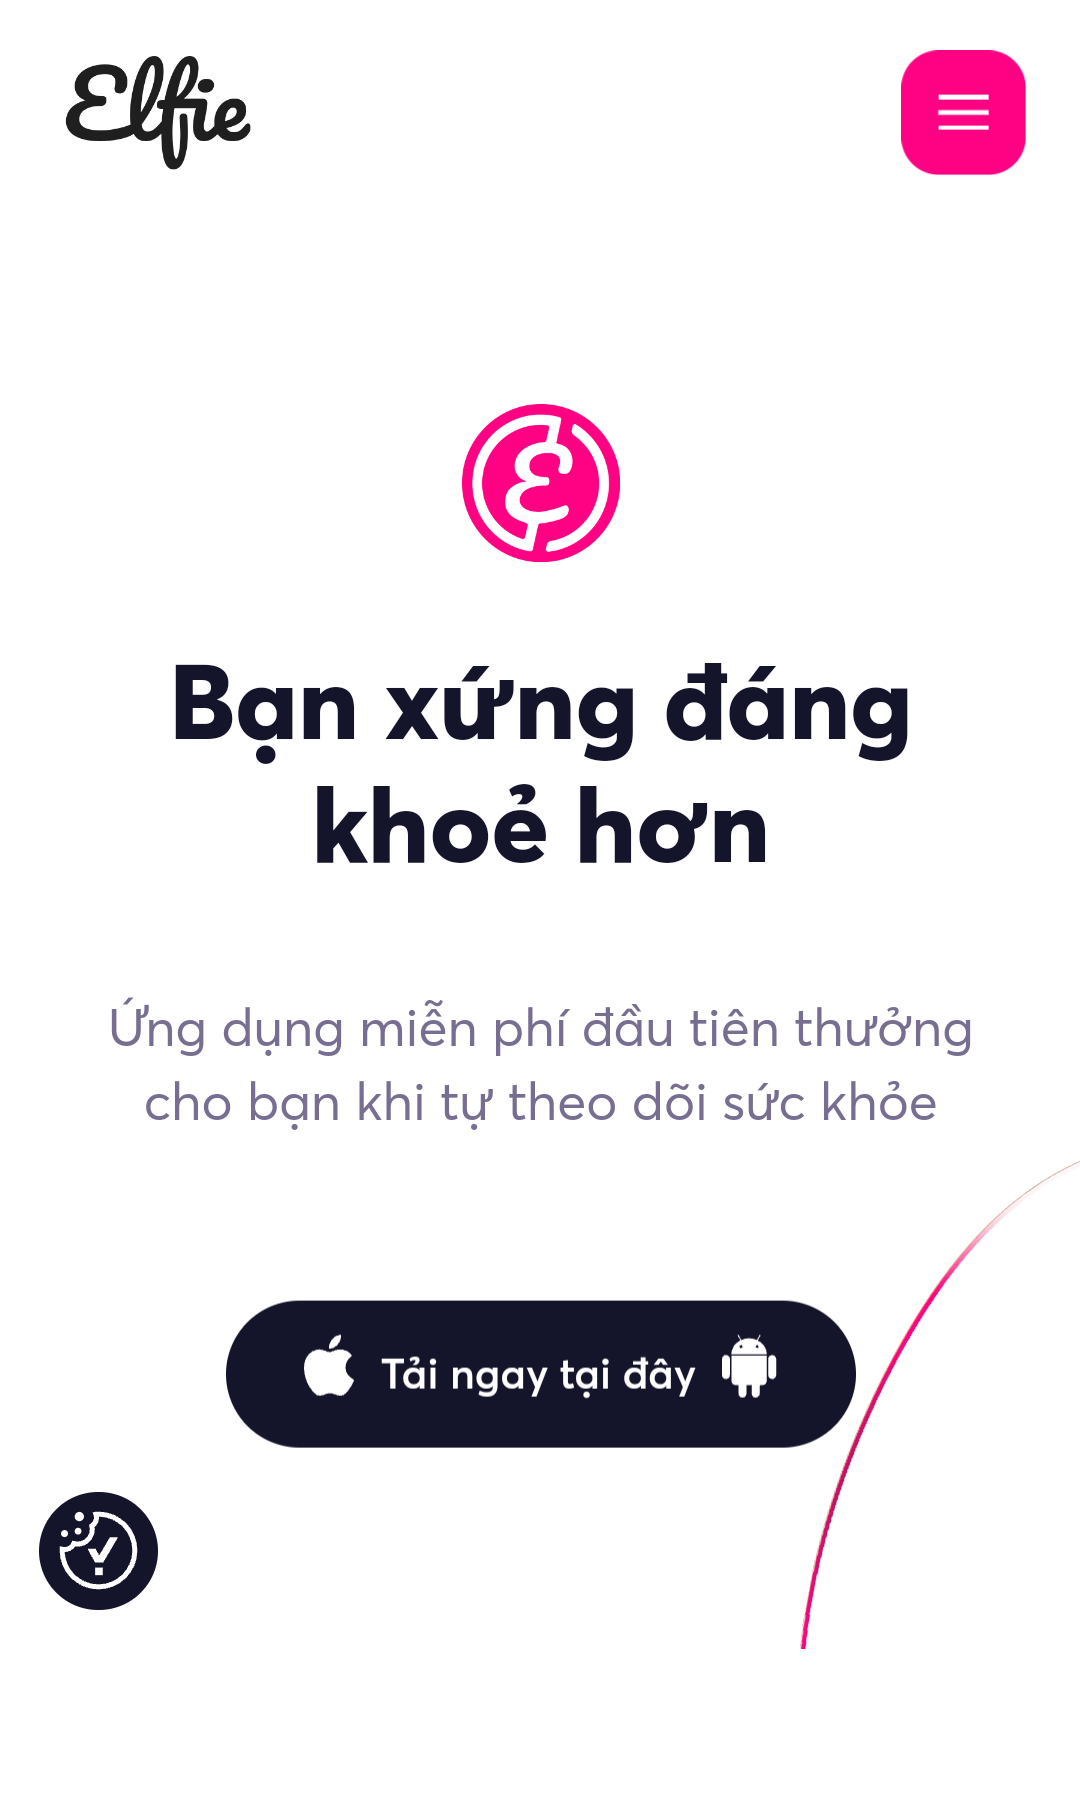 Elfie
Bạn xứng đáng
khoẻ hơn
Ứng dụng miễn phí đầu tiên thưởng
cho bạn khi tự theo dõi sức khỏe
Tải ngay tại đây